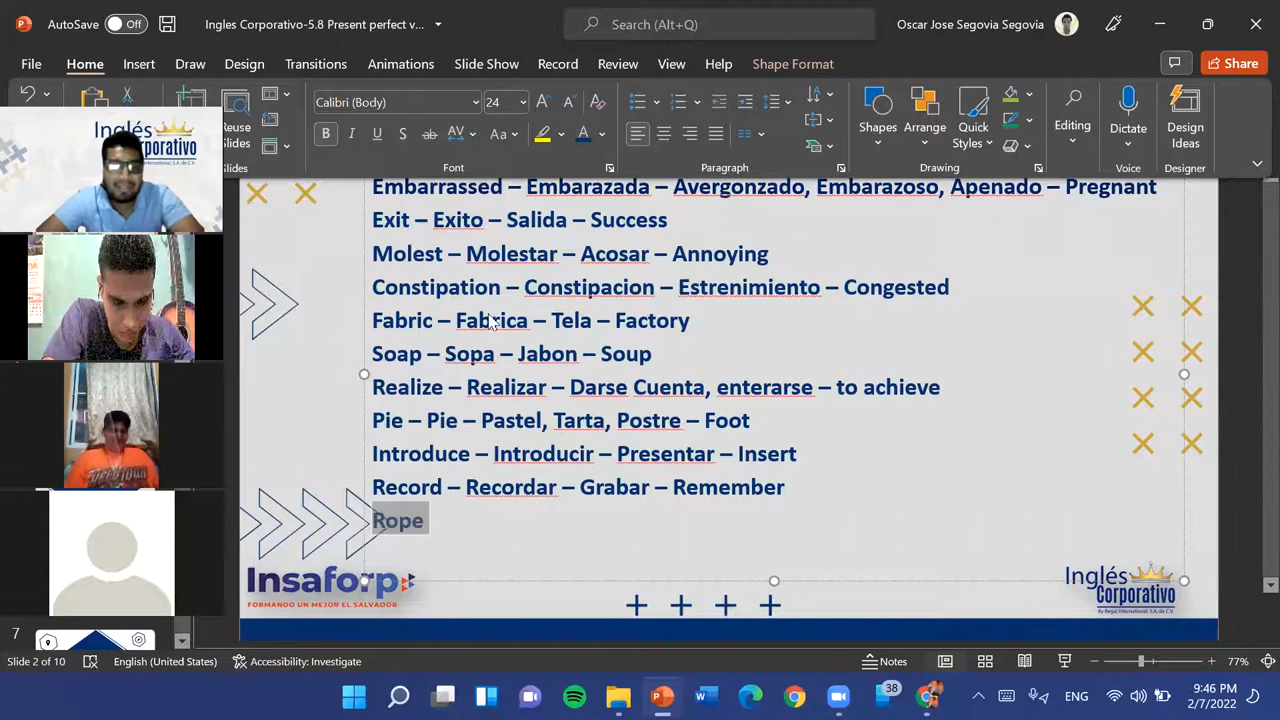 AutoSave Off Ingles Corporativo-5.8 Present perfect v... Search (Alt+Q) Oscar Jose Segovia Segovia
File Home Insert Draw Design Transitions Animations Slide Show Record Review View Help Shape Format Share
Calibri (Body) 24
Reuse
Slides
Shapes Arrange Quick
Styles
Editing Dictate Design
Ideas
Font Paragraph Drawing Voice Designer
Inglés
Corporativo
Embarrassed – Embarazada – Avergonzado, Embarazoso, Apenado – Pregnant
Exit – Exito – Salida – Success
Molest – Molestar – Acosar – Annoying
Constipation – Constipacion – Estrenimiento – Congested
Fabric – Fabrica – Tela – Factory
Soap – Sopa – Jabon – Soup
Realize – Realizar – Darse Cuenta, enterarse – to achieve
Pie – Pie – Pastel, Tarta, Postre – Foot
Introduce – Introducir – Presentar – Insert
Record – Recordar – Grabar – Remember
Rope
Insaforp
FORMANDO UN MEJOR EL SALVADOR
Inglés
Corporativo
By Regal International, S.A. de C.V.
7
Slide 2 of 10 English (United States) Accessibility: Investigate Notes 77%
38 ENG 9:46 PM
2/7/2022